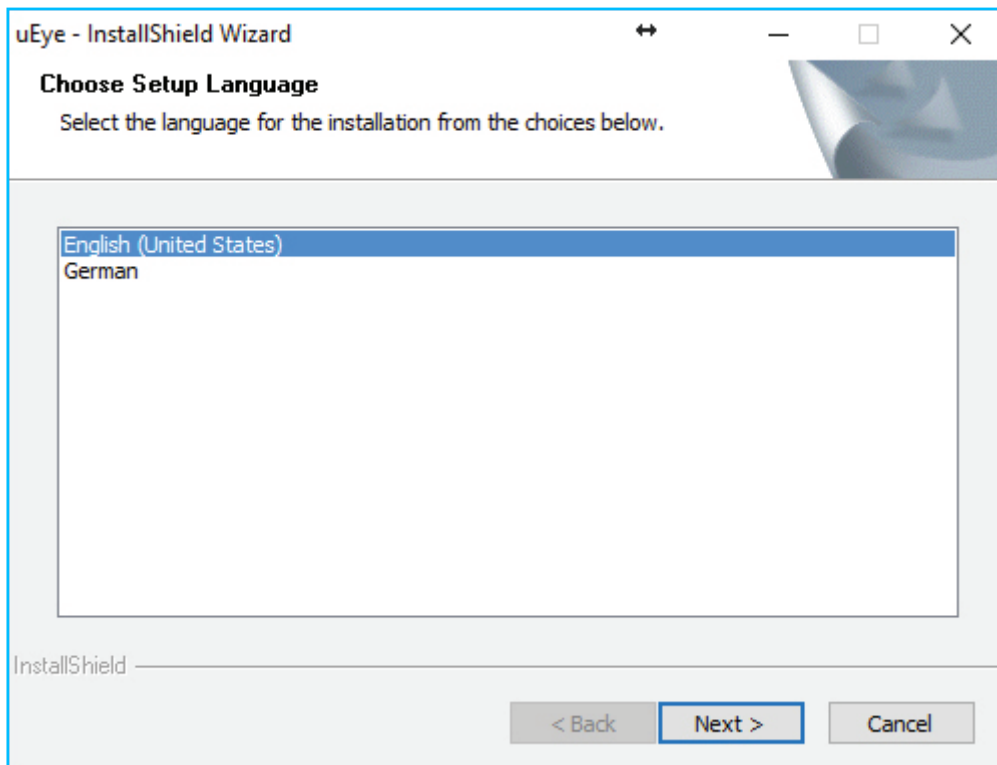 uEye - InstallShield Wizard
Choose Setup Language
Select the language for the installation from the choices below.
English (United States)
German
InstallShield
< Back Next > Cancel